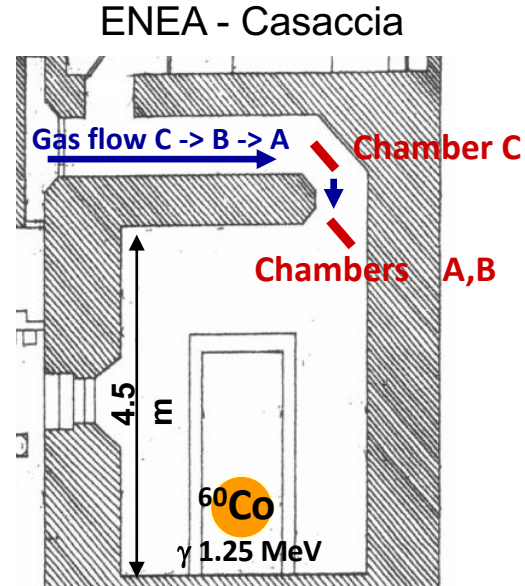 ENEA - Casaccia
Gas flow C -> B -> A
Chamber C
Chambers A,B
4.5 m
⁶⁰Co
γ 1.25 MeV